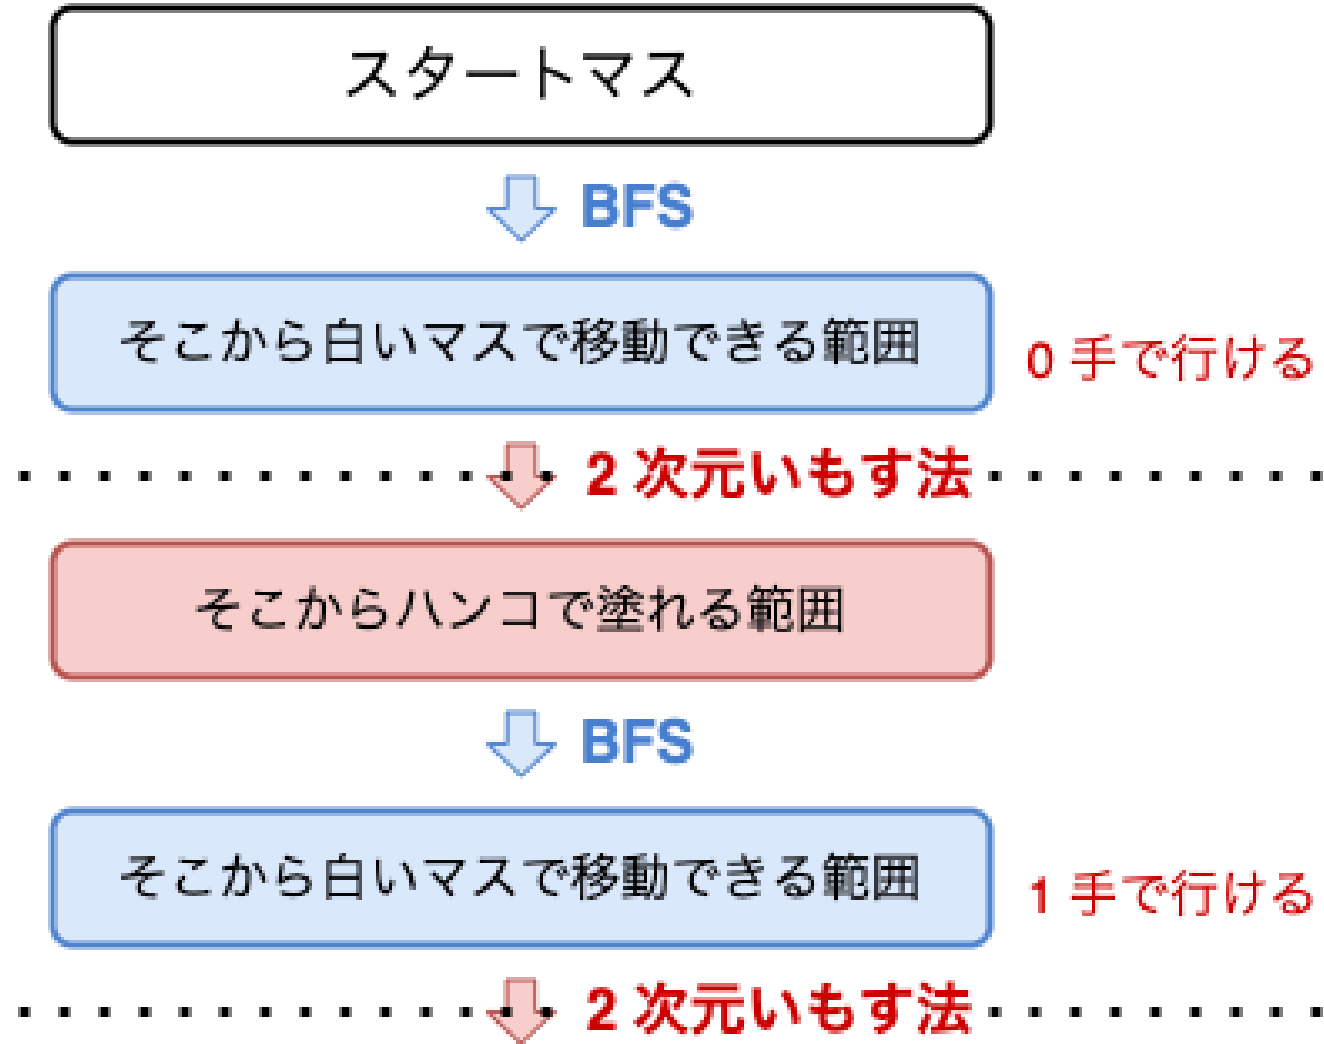 スタートマス
BFS
そこから白いマスで移動できる範囲
0 手で行ける
2 次元いもす法
そこからハンコで塗れる範囲
BFS
そこから白いマスで移動できる範囲
1 手で行ける
2 次元いもす法